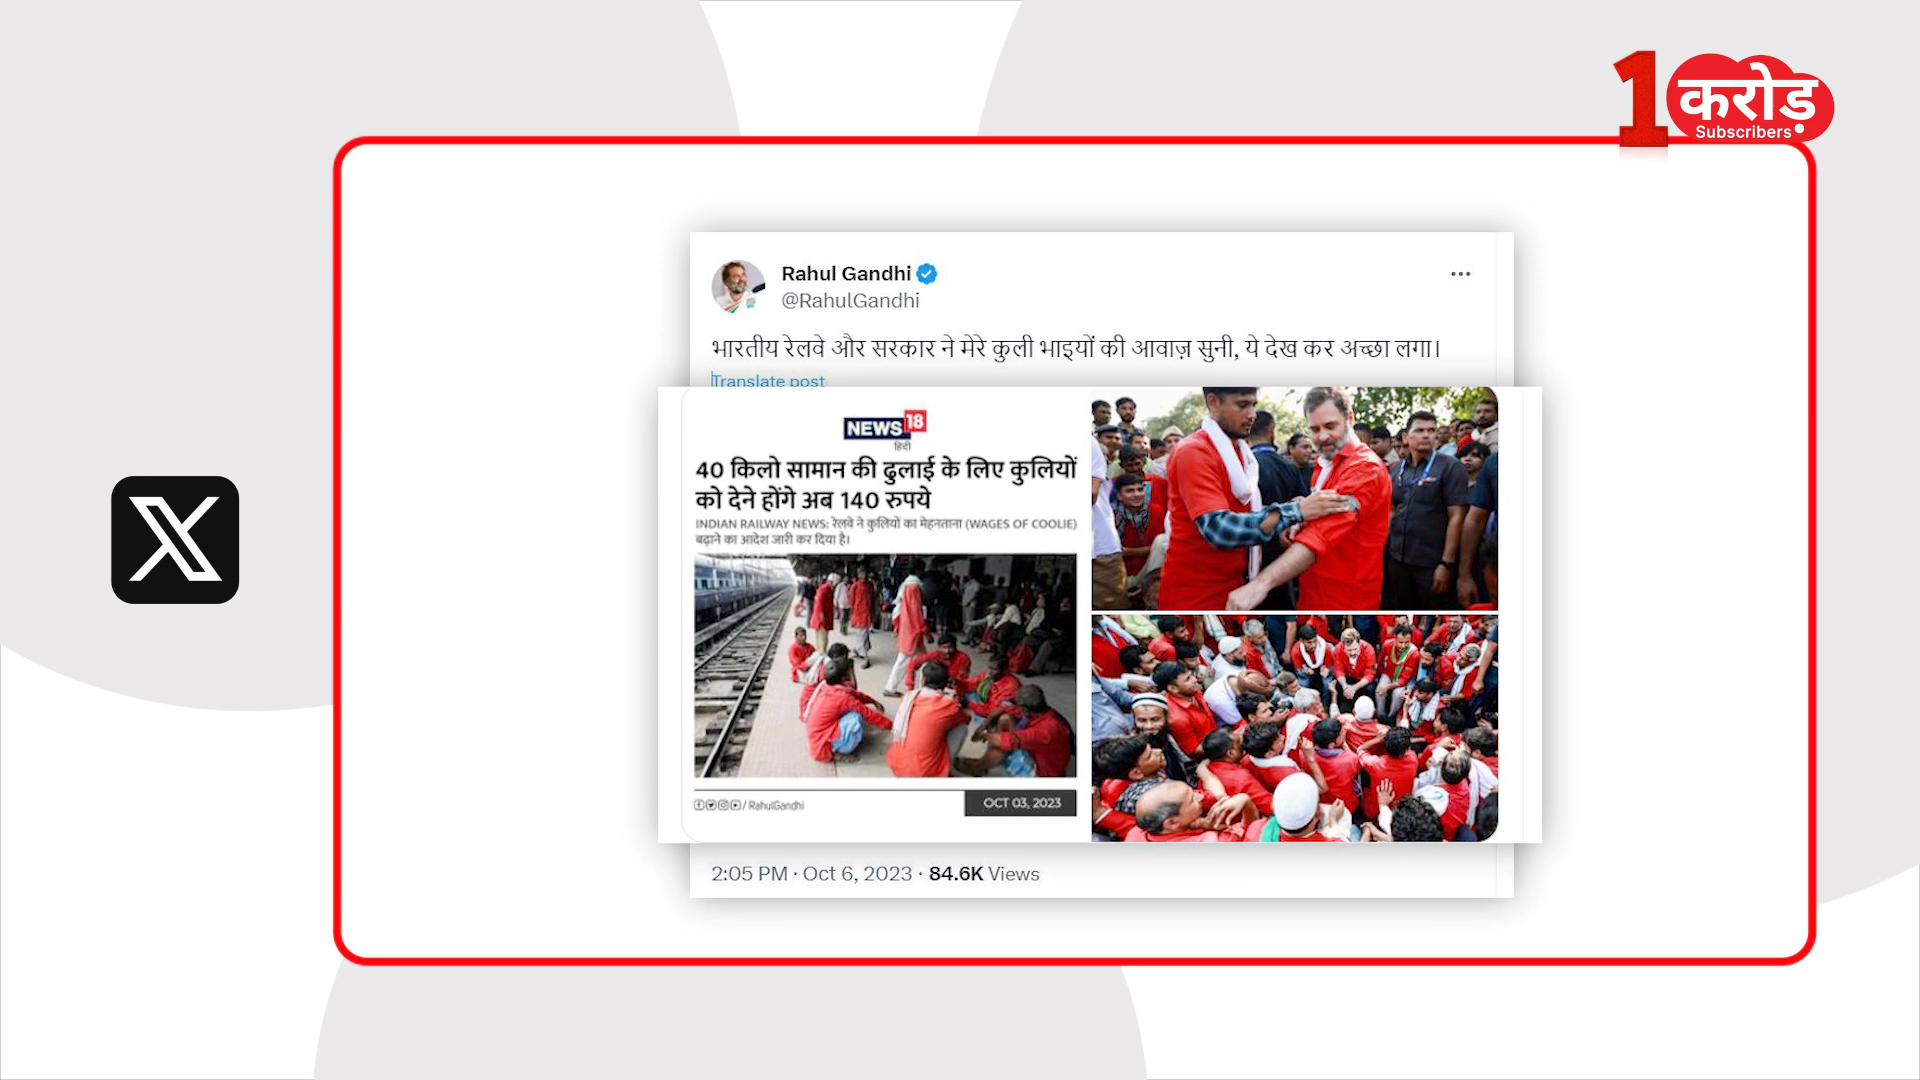 1 करोड़
Subscribers
Rahul Gandhi
@RahulGandhi
भारतीय रेलवे और सरकार ने मेरे कुली भाइयों की आवाज़ सुनी, ये देख कर अच्छा लगा।
Translate post
NEWS 18
हिंदी
40 किलो सामान की ढुलाई के लिए कुलियों
को देने होंगे अब 140 रुपये
INDIAN RAILWAY NEWS: रेलवे ने कुलियों का मेहनताना (WAGES OF COOLIE)
बढ़ाने का आदेश जारी कर दिया है।
/ RahulGandhi
OCT 03, 2023
2:05 PM · Oct 6, 2023 · 84.6K Views